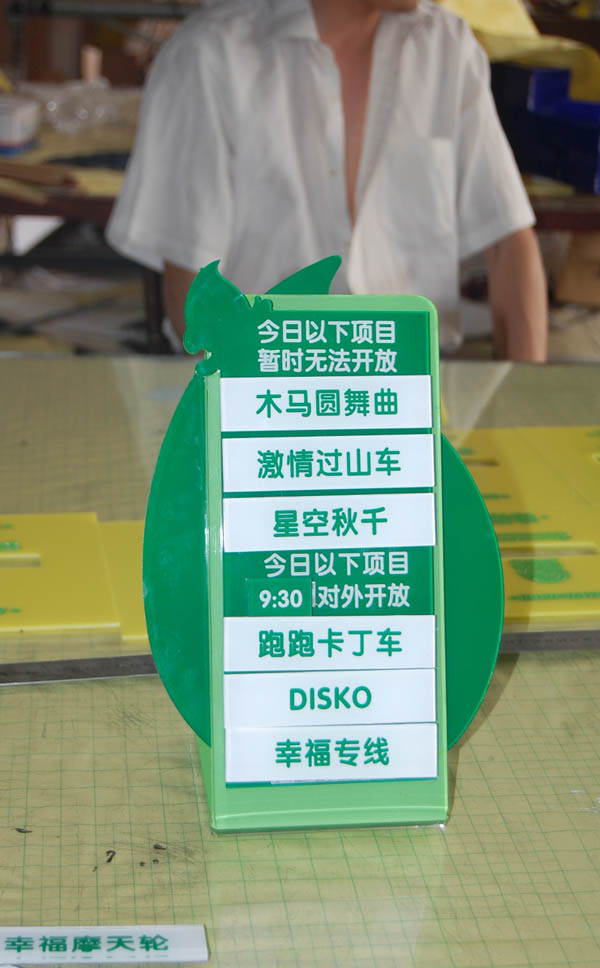 今日以下项目
暂时无法开放
木马圆舞曲
激情过山车
星空秋千
今日以下项目
9:30 对外开放
跑跑卡丁车
DISKO
幸福专线
幸福摩天轮